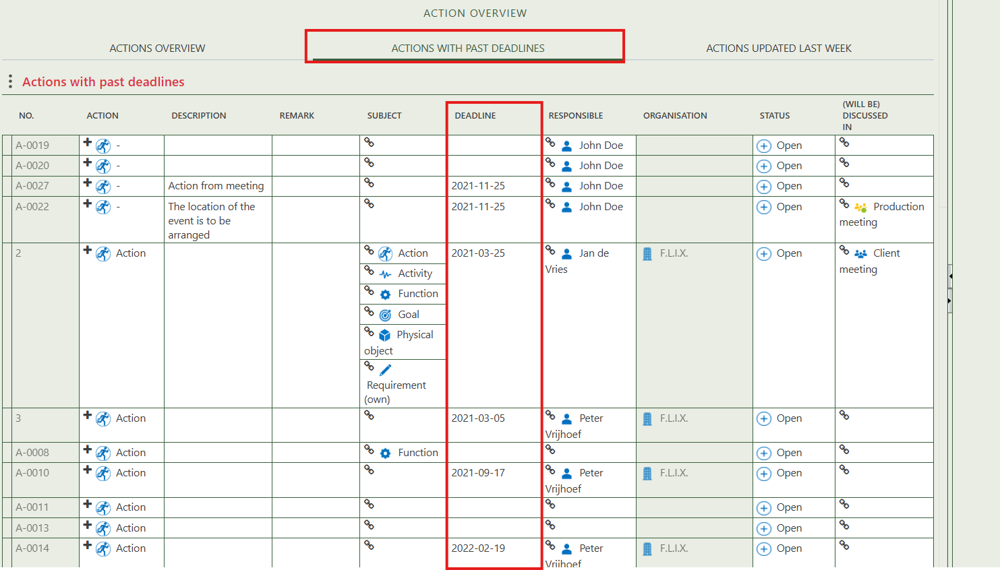 ACTION OVERVIEW
ACTIONS OVERVIEW ACTIONS WITH PAST DEADLINES ACTIONS UPDATED LAST WEEK
Actions with past deadlines
NO. ACTION DESCRIPTION REMARK SUBJECT DEADLINE RESPONSIBLE ORGANISATION STATUS (WILL BE)
DISCUSSED
IN
A-0019 - John Doe Open
A-0020 - John Doe Open
A-0027 - Action from meeting 2021-11-25 John Doe Open
A-0022 - The location of the 2021-11-25 John Doe Open Production
event is to be meeting
arranged
2 Action Action 2021-03-25 Jan de F.L.I.X. Open Client
Activity Vries meeting
Function
Goal
Physical
object
Requirement
(own)
3 Action 2021-03-05 Peter F.L.I.X. Open
Vrijhoef
A-0008 Action Function Open
A-0010 Action 2021-09-17 Peter F.L.I.X. Open
Vrijhoef
A-0011 Action Open
A-0013 Action Open
A-0014 Action 2022-02-19 Peter F.L.I.X. Open
Vrijhoef